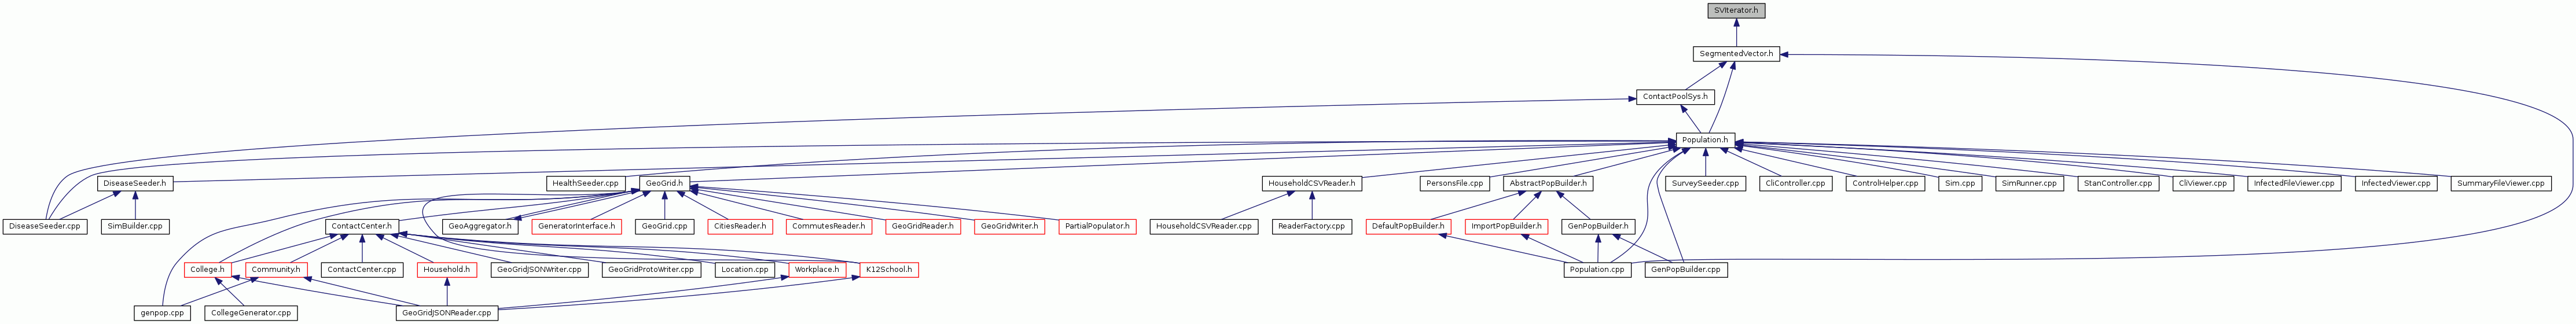 SVIterator.h
SegmentedVector.h
ContactPoolSys.h
Population.h
DiseaseSeeder.h
HealthSeeder.cpp
GeoGrid.h
HouseholdCSVReader.h
PersonsFile.cpp
AbstractPopBuilder.h
SurveySeeder.cpp
CliController.cpp
ControlHelper.cpp
Sim.cpp
SimRunner.cpp
StanController.cpp
CliViewer.cpp
InfectedFileViewer.cpp
InfectedViewer.cpp
SummaryFileViewer.cpp
DiseaseSeeder.cpp
SimBuilder.cpp
ContactCenter.h
GeoAggregator.h
GeneratorInterface.h
GeoGrid.cpp
CitiesReader.h
CommutesReader.h
GeoGridReader.h
GeoGridWriter.h
PartialPopulator.h
HouseholdCSVReader.cpp
ReaderFactory.cpp
DefaultPopBuilder.h
ImportPopBuilder.h
GenPopBuilder.h
College.h
Community.h
ContactCenter.cpp
Household.h
GeoGridJSONWriter.cpp
GeoGridProtoWriter.cpp
Location.cpp
Workplace.h
K12School.h
Population.cpp
GenPopBuilder.cpp
genpop.cpp
CollegeGenerator.cpp
GeoGridJSONReader.cpp